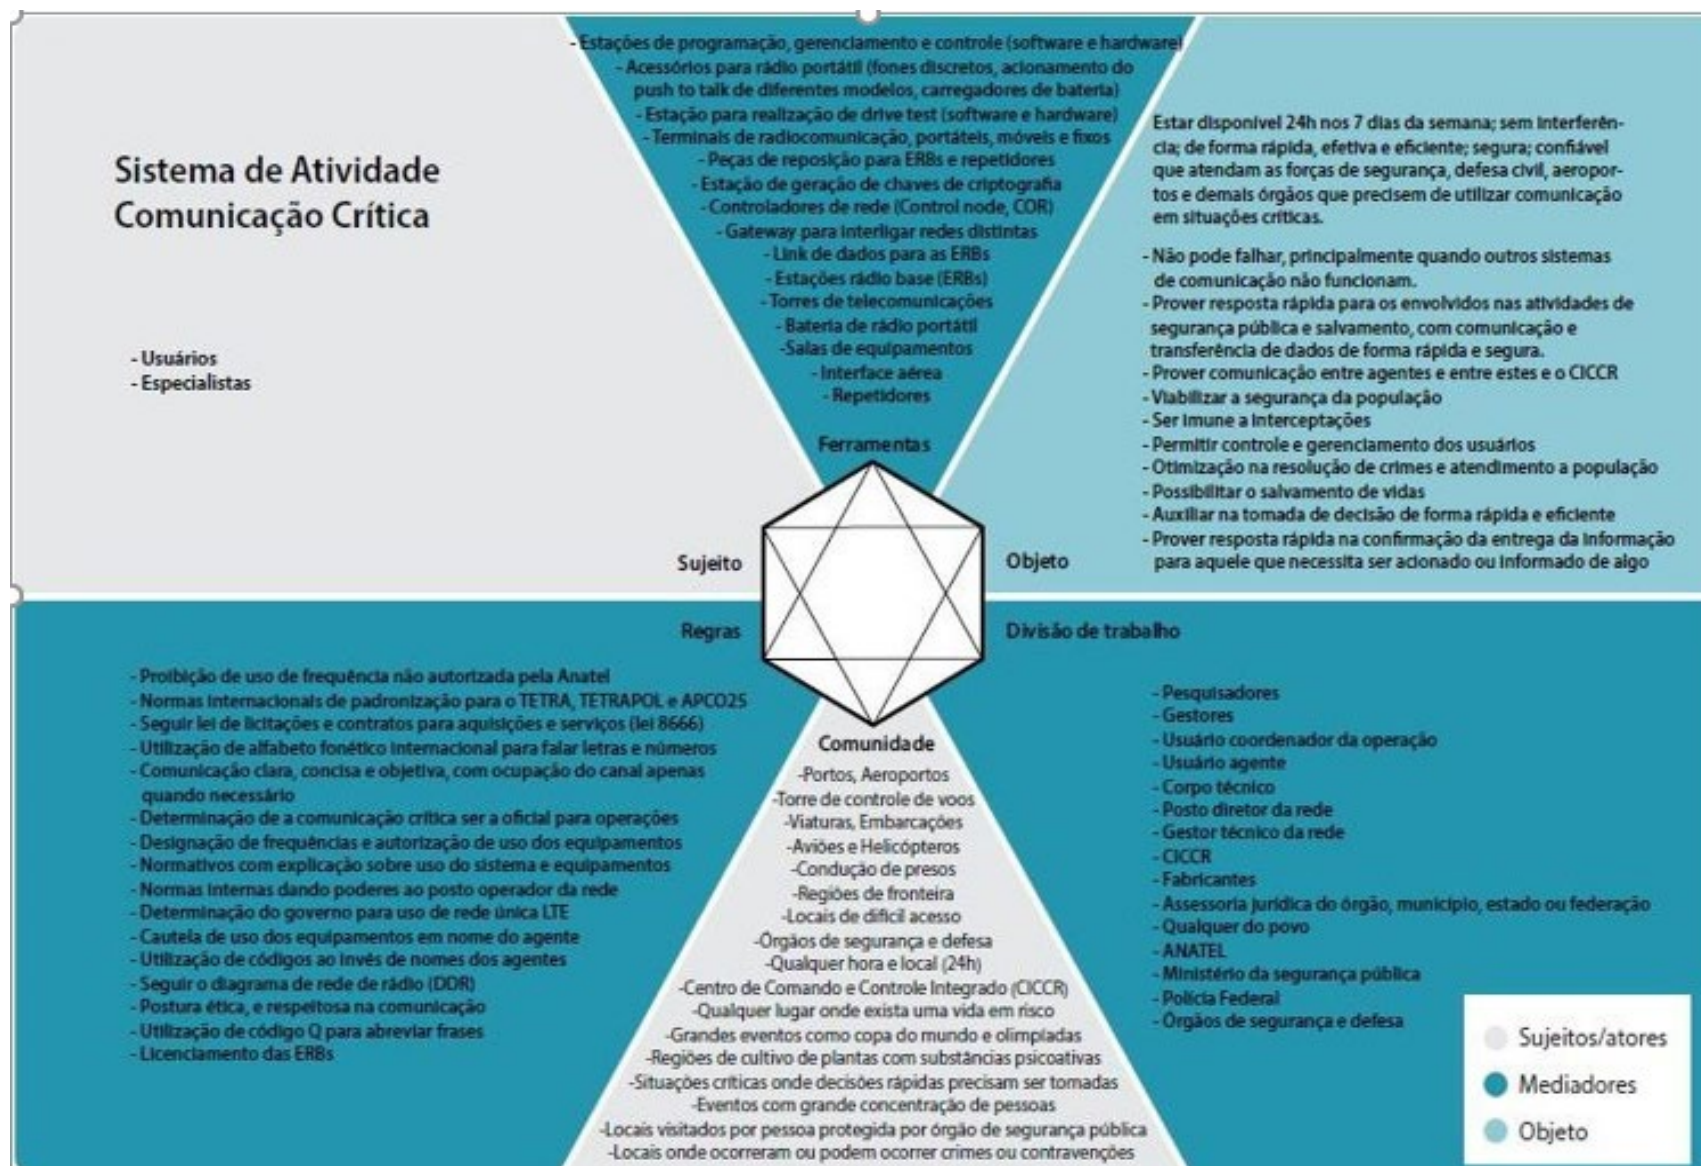 Sistema de Atividade
Comunicação Crítica
- Usuários
- Especialistas
Sujeito
- Estações de programação, gerenciamento e controle (software e hardware)
- Acessórios para rádio portátil (fones discretos, acionamento do
push to talk de diferentes modelos, carregadores de bateria)
- Estação para realização de drive test (software e hardware)
- Terminais de radiocomunicação, portáteis, móveis e fixos
- Peças de reposição para ERBs e repetidores
- Estação de geração de chaves de criptografia
- Controladores de rede (Control node, COR)
- Gateway para interligar redes distintas
- Link de dados para as ERBs
- Estações rádio base (ERBs)
- Torres de telecomunicações
- Bateria de rádio portátil
-Salas de equipamentos
- Interface aérea
- Repetidores
Ferramentas
Estar disponível 24h nos 7 dias da semana; sem interferên-
cia; de forma rápida, efetiva e eficiente; segura; confiável
que atendam as forças de segurança, defesa civil, aeropor-
tos e demais órgãos que precisem de utilizar comunicação
em situações críticas.
- Não pode falhar, principalmente quando outros sistemas
de comunicação não funcionam.
- Prover resposta rápida para os envolvidos nas atividades de
segurança pública e salvamento, com comunicação e
transferência de dados de forma rápida e segura.
- Prover comunicação entre agentes e entre estes e o CICCR
- Viabilizar a segurança da população
- Ser imune a interceptações
- Permitir controle e gerenciamento dos usuários
- Otimização na resolução de crimes e atendimento a população
- Possibilitar o salvamento de vidas
- Auxiliar na tomada de decisão de forma rápida e eficiente
- Prover resposta rápida na confirmação da entrega da informação
para aquele que necessita ser acionado ou informado de algo
Objeto
Regras
- Proibição de uso de frequência não autorizada pela Anatel
- Normas internacionais de padronização para o TETRA, TETRAPOL e APCO25
- Seguir lei de licitações e contratos para aquisições e serviços (lei 8666)
- Utilização de alfabeto fonético internacional para falar letras e números
- Comunicação clara, concisa e objetiva, com ocupação do canal apenas
quando necessário
- Determinação de a comunicação crítica ser a oficial para operações
- Designação de frequências e autorização de uso dos equipamentos
- Normativos com explicação sobre uso do sistema e equipamentos
- Normas internas dando poderes ao posto operador da rede
- Determinação do governo para uso de rede única LTE
- Cautela de uso dos equipamentos em nome do agente
- Utilização de códigos ao invés de nomes dos agentes
- Seguir o diagrama de rede de rádio (DDR)
- Postura ética, e respeitosa na comunicação
- Utilização de código Q para abreviar frases
- Licenciamento das ERBs
Comunidade
-Portos, Aeroportos
-Torre de controle de voos
-Viaturas, Embarcações
-Aviões e Helicópteros
-Condução de presos
-Regiões de fronteira
-Locais de difícil acesso
-Órgãos de segurança e defesa
-Qualquer hora e local (24h)
-Centro de Comando e Controle Integrado (CICCR)
-Qualquer lugar onde exista uma vida em risco
-Grandes eventos como copa do mundo e olimpíadas
-Regiões de cultivo de plantas com substâncias psicoativas
-Situações críticas onde decisões rápidas precisam ser tomadas
-Eventos com grande concentração de pessoas
-Locais visitados por pessoa protegida por órgão de segurança pública
-Locais onde ocorreram ou podem ocorrer crimes ou contravenções
Divisão de trabalho
- Pesquisadores
- Gestores
- Usuário coordenador da operação
- Usuário agente
- Corpo técnico
- Posto diretor da rede
- Gestor técnico da rede
- CICCR
- Fabricantes
- Assessoria jurídica do órgão, município, estado ou federação
- Qualquer do povo
- ANATEL
- Ministério da segurança pública
- Polícia Federal
- Órgãos de segurança e defesa
Sujeitos/atores
Mediadores
Objeto